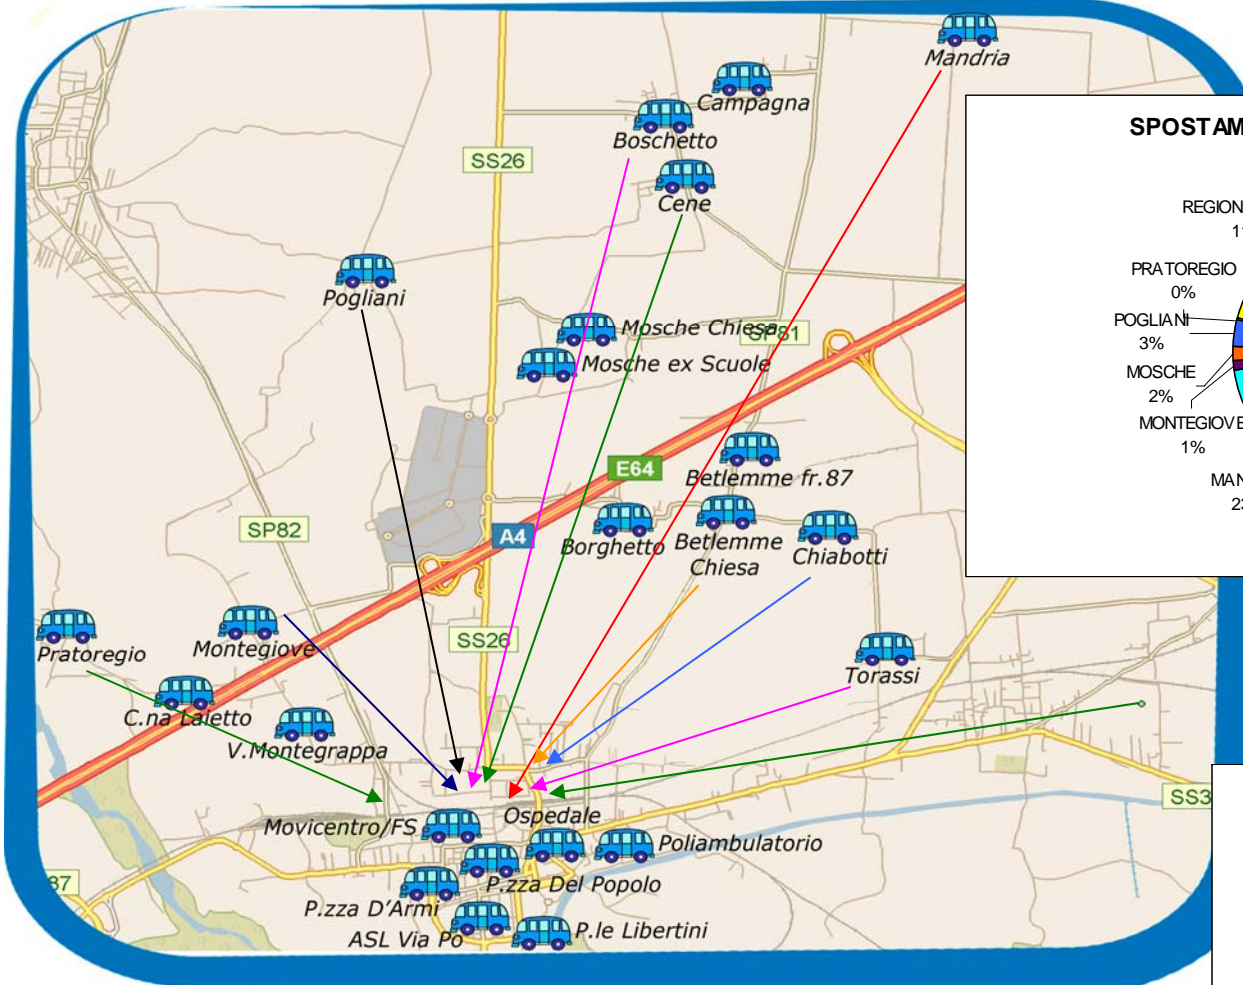 Mandria
Campagna
Boschetto
SS26
Cene
SPOSTAM
REGION
PRATOREGIO
0%
POGLIANI
3%
MOSCHE
2%
MONTEGIOVE
1%
MAN
Pogliani
Mosche Chiesa
SP81
Mosche ex Scuole
E64
Betlemme fr.87
SP82
A4
Borghetto
Betlemme
Chiesa
Chiabotti
Pratoregio
Montegiove
SS26
Torassi
C.na Laietto
V.Montegrappa
SS3
Movicentro/FS
Ospedale
Poliambulatorio
87
P.zza Del Popolo
P.zza D'Armi
ASL Via Po
P.le Libertini